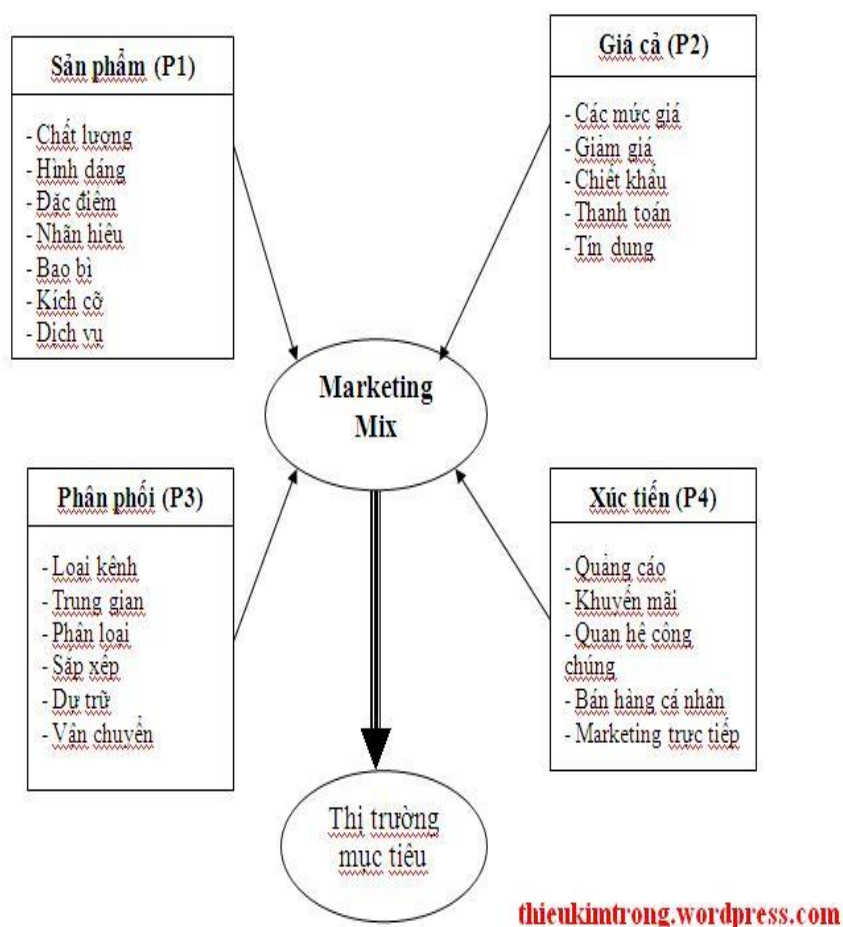 Sản phẩm (P1)
- Chất lượng
- Hình dáng
- Đặc điểm
- Nhãn hiệu
- Bao bì
- Kích cỡ
- Dịch vụ
Giá cả (P2)
- Các mức giá
- Giảm giá
- Chiết khấu
- Thanh toán
- Tín dụng
Marketing
Mix
Phân phối (P3)
- Loại kênh
- Trung gian
- Phân loại
- Sắp xếp
- Dự trữ
- Vận chuyển
Xúc tiến (P4)
- Quảng cáo
- Khuyến mãi
- Quan hệ công
chúng
- Bán hàng cá nhân
- Marketing trực tiếp
Thị trường
mục tiêu
thieukimtrong.wordpress.com